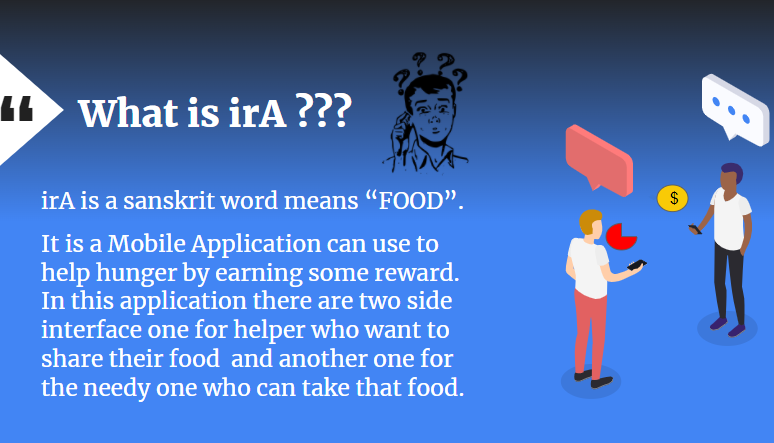 “
What is irA ???
irA is a sanskrit word means “FOOD”.
It is a Mobile Application can use to
help hunger by earning some reward.
In this application there are two side
interface one for helper who want to
share their food  and another one for
the needy one who can take that food.
? ? ? ?
$